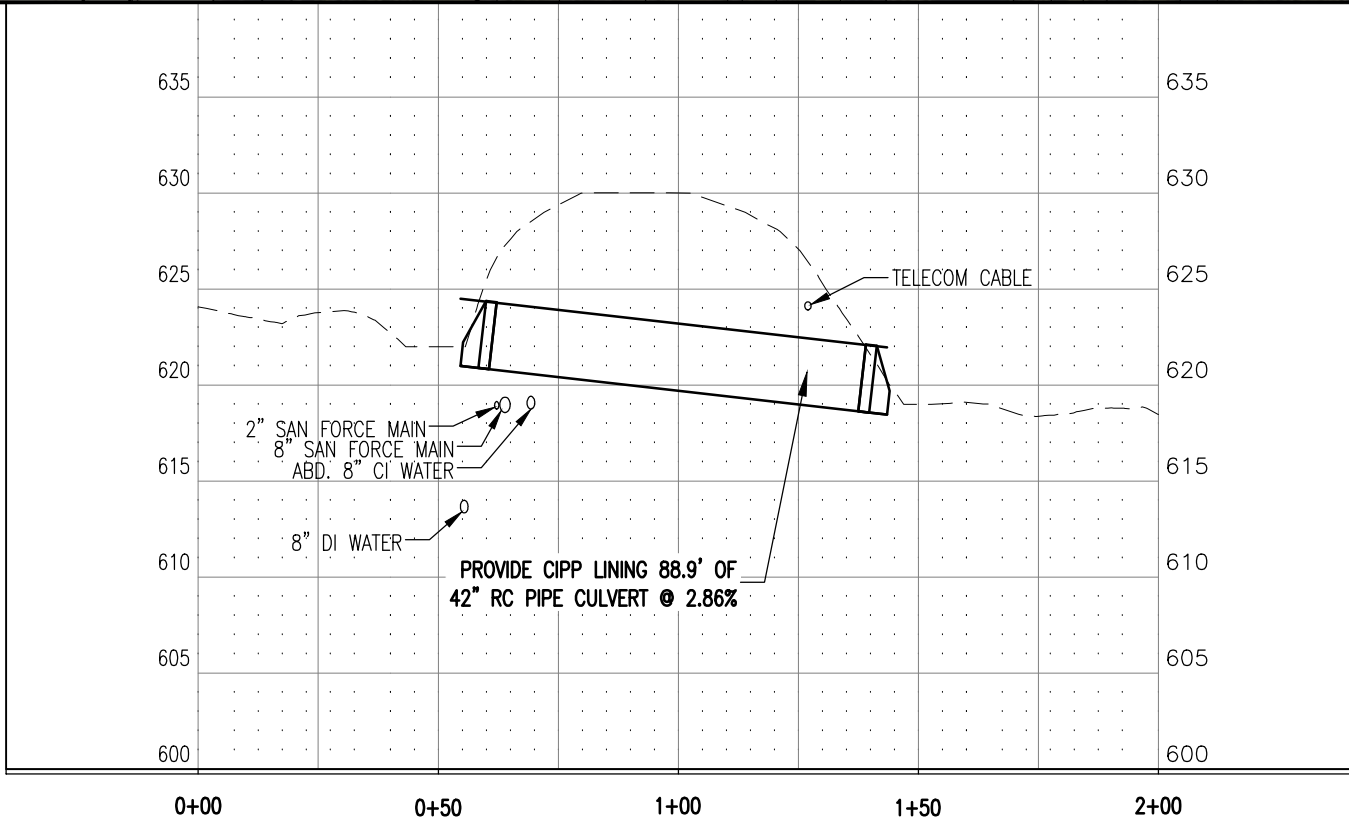 635 635
630 630
625 625
TELECOM CABLE
620 620
2" SAN FORCE MAIN
8" SAN FORCE MAIN
ABD. 8" CI WATER
615 615
8" DI WATER
610 610
PROVIDE CIPP LINING 88.9' OF
42" RC PIPE CULVERT @ 2.86%
605 605
600 600
0+00 0+50 1+00 1+50 2+00